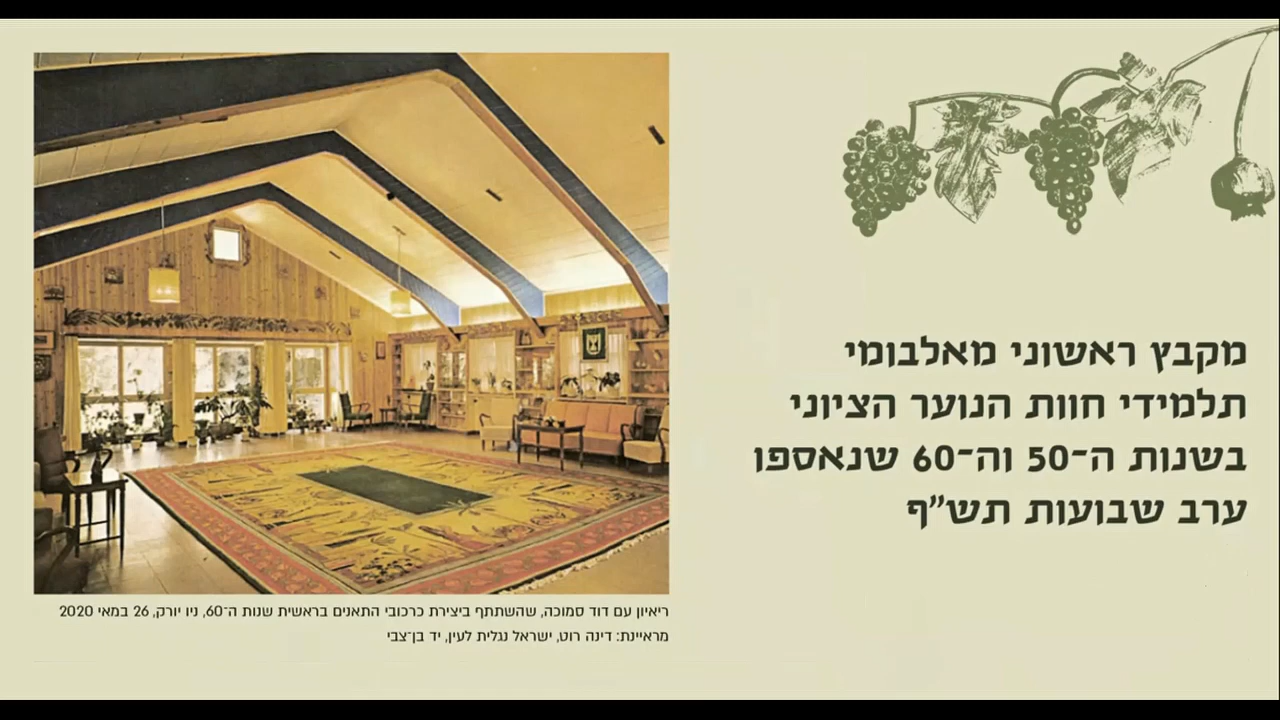 מקבץ ראשוני מאלבומי
תלמידי חוות הנוער הציוני
בשנות ה־50 וה־60 שנאספו
ערב שבועות תש״ף
ריאיון עם דוד סמוכה, שהשתתף ביצירת כרכובי התאנים בראשית שנות ה־60, ניו יורק, 26 במאי 2020
מראיינת: דינה רוט, ישראל נגלית לעין, יד בן־צבי